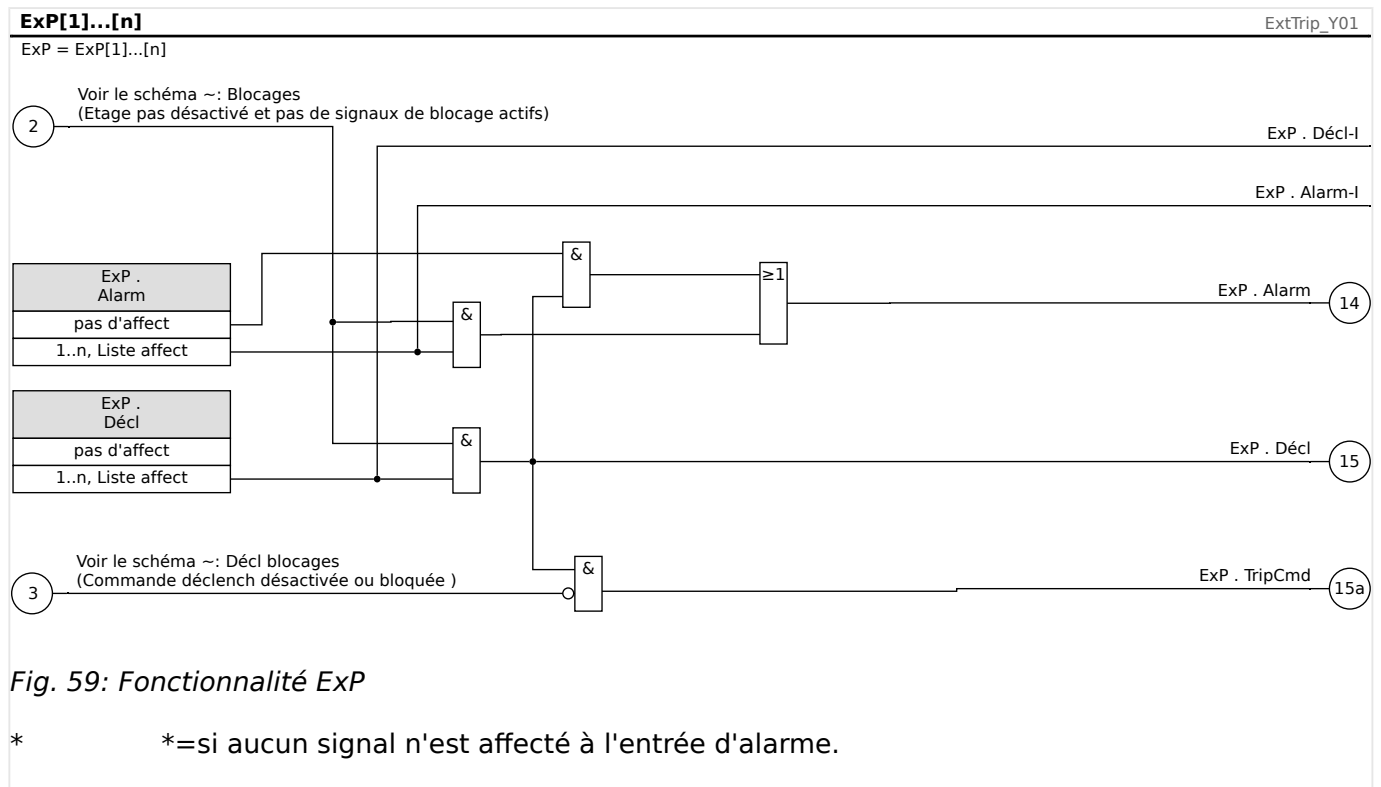 ExP[1]...[n]
ExtTrip_Y01
ExP = ExP[1]...[n]
Voir le schéma ~: Blocages
(Etage pas désactivé et pas de signaux de blocage actifs)
2
ExP . Décl-I
ExP . Alarm-I
&
ExP .
Alarm
≥1
pas d'affect
&
ExP . Alarm
14
1..n, Liste affect
ExP .
Décl
pas d'affect
&
ExP . Décl
15
1..n, Liste affect
Voir le schéma ~: Décl blocages
(Commande déclench désactivée ou bloquée )
3
&
ExP . TripCmd
15a
Fig. 59: Fonctionnalité ExP
* *=si aucun signal n'est affecté à l'entrée d'alarme.